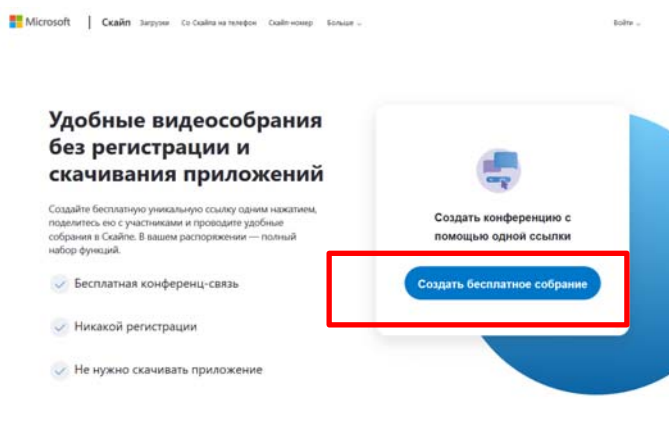 Microsoft | Скайп Загрузки Со Скайпа на телефон Скайп-номер Больше Войти
Удобные видеособрания
без регистрации и
скачивания приложений
Создайте бесплатную уникальную ссылку одним нажатием,
поделитесь ею с участниками и проводите удобные
собрания в Скайпе. В вашем распоряжении — полный
набор функций.
Бесплатная конференц-связь
Никакой регистрации
Не нужно скачивать приложение
Создать конференцию с
помощью одной ссылки
Создать бесплатное собрание